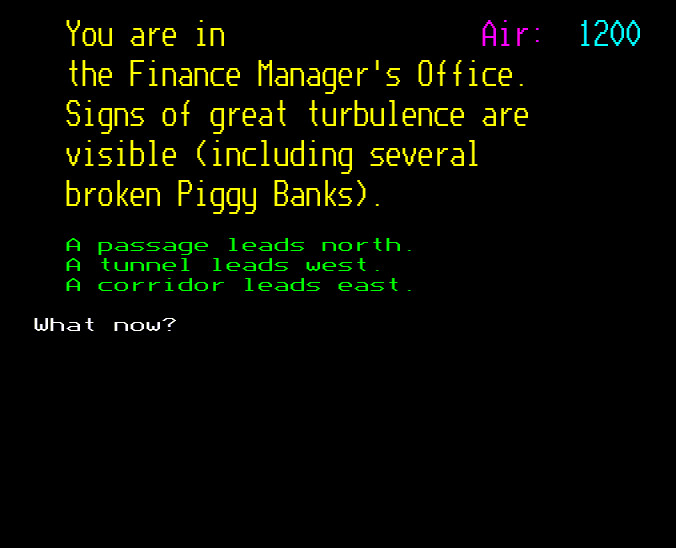 You are in Air: 1200
the Finance Manager's Office.
Signs of great turbulence are
visible (including several
broken Piggy Banks).
A passage leads north.
A tunnel leads west.
A corridor leads east.
What now?